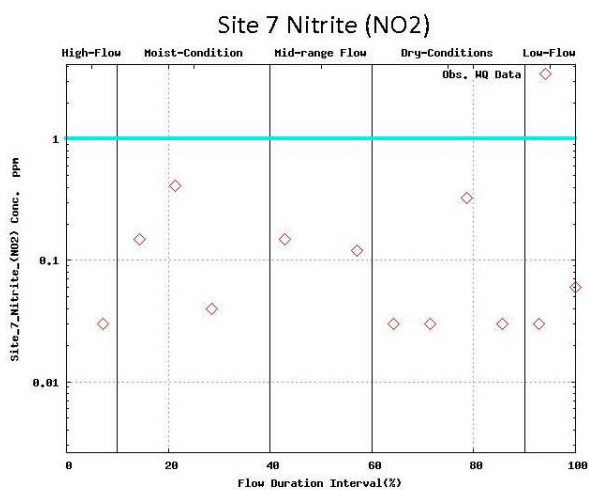 Site 7 Nitrite (NO2)
High-Flow Moist-Condition Mid-range Flow Dry-Conditions Low-Flow
Obs. WQ Data
1
0.1
0.01
Site_7_Nitrite_(NO2) Conc. PPM
0 20 40 60 80 100
Flow Duration Interval(%)